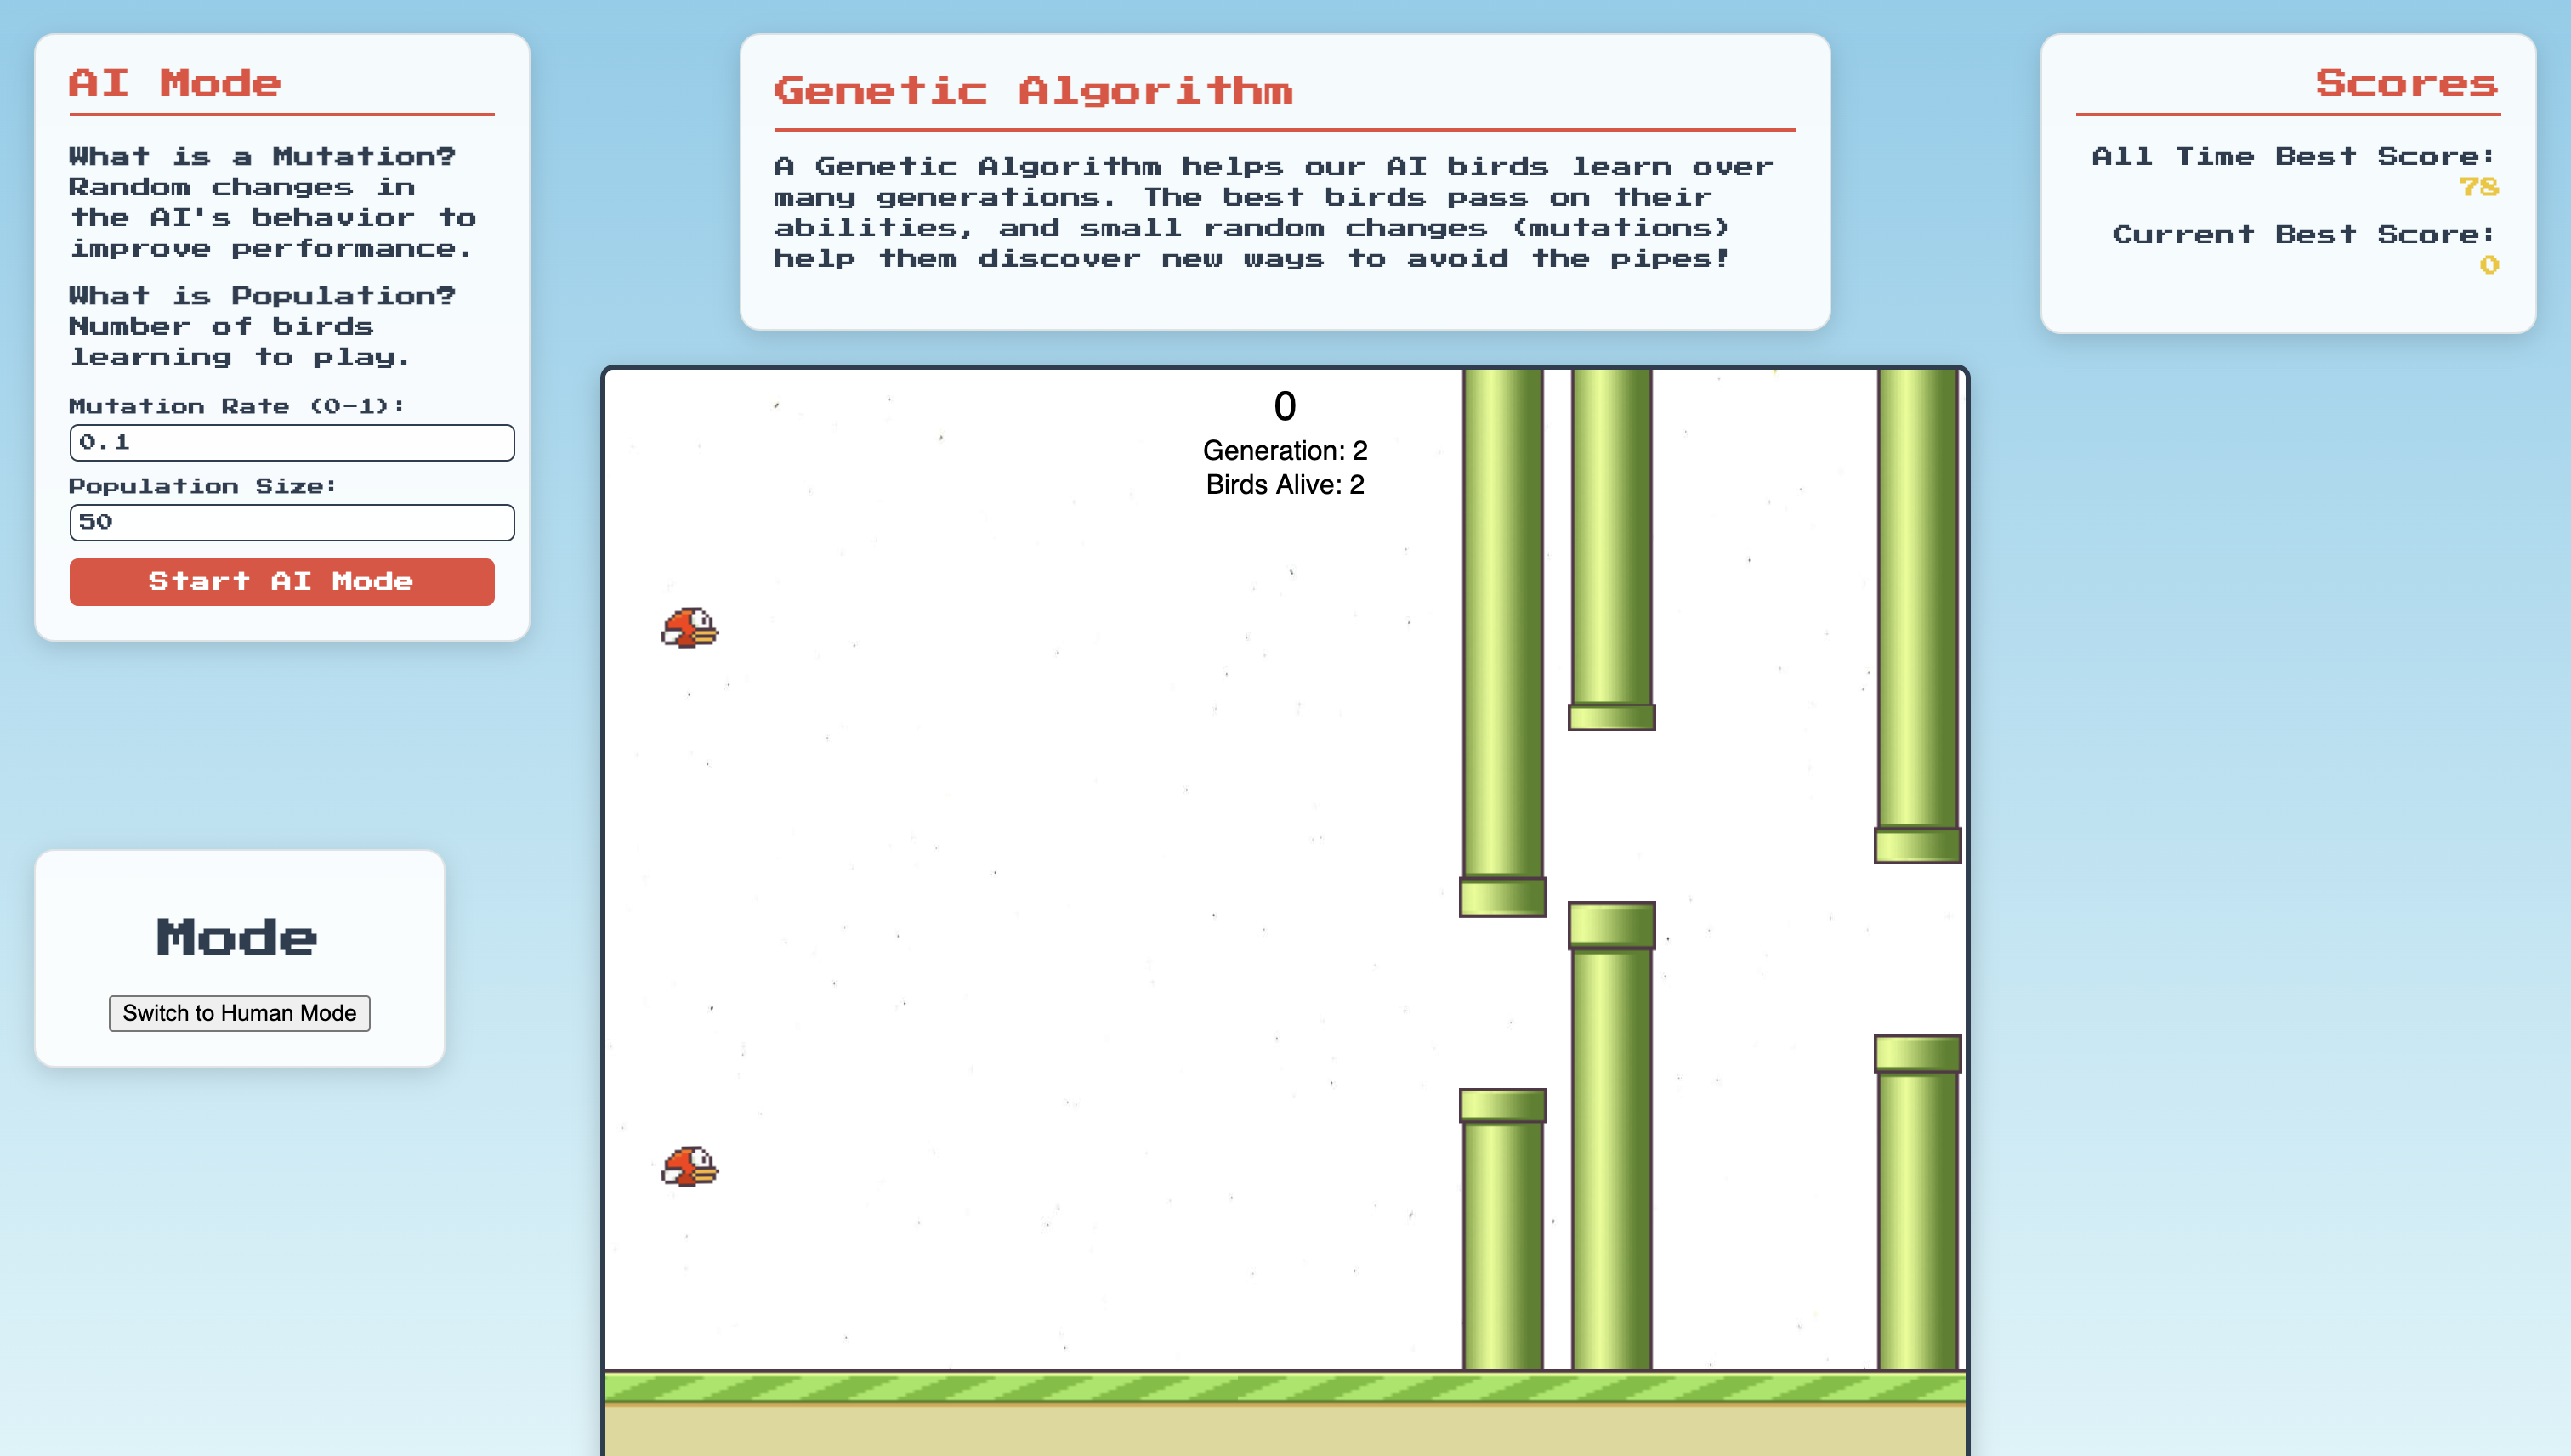 AI Mode
What is a Mutation?
Random changes in
the AI's behavior to
improve performance.
What is Population?
Number of birds
learning to play.
Mutation Rate (0-1):
0.1
Population Size:
50
Start AI Mode
Mode
Switch to Human Mode
Genetic Algorithm
A Genetic Algorithm helps our AI birds learn over
many generations. The best birds pass on their
abilities, and small random changes (mutations)
help them discover new ways to avoid the pipes!
0
Generation: 2
Birds Alive: 2
Scores
All Time Best Score:
78
Current Best Score:
0